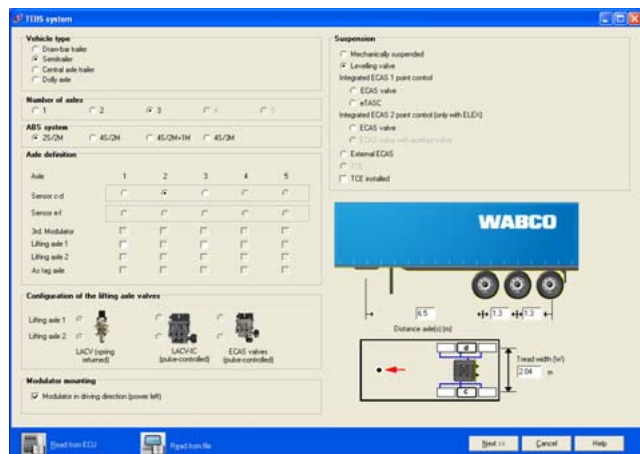 TEBS system
Vehicle type
Draw-bar trailer
Semitrailer
Central axle trailer
Dolly axle
Number of axles
1 2 3 4 5
ABS system
2S/2M 4S/2M 4S/2M+1M 4S/3M
Axle definition
Axle 1 2 3 4 5
Sensor c-d
Sensor e-f
3rd. Modulator
Lifting axle 1
Lifting axle 2
As tag axle
Configuration of the lifting axle valves
Lifting axle 1
Lifting axle 2
LACV (spring returned)
LACV-IC (pulse-controlled)
ECAS valves (pulse-controlled)
Modulator mounting
Modulator in driving direction (power left)
Suspension
Mechanically suspended
Levelling valve
Integrated ECAS 1 point control
ECAS valve
eTASC
Integrated ECAS 2 point control (only with ELEX)
ECAS valve
ECAS valve with auxiliary valve
External ECAS
TCE installed
WABCO
6.5 1.3 1.3
Distance axle(s) (m)
d
c
Tread width (W)
2.04 m
Read from ECU
Read from file
Next >>
Cancel
Help